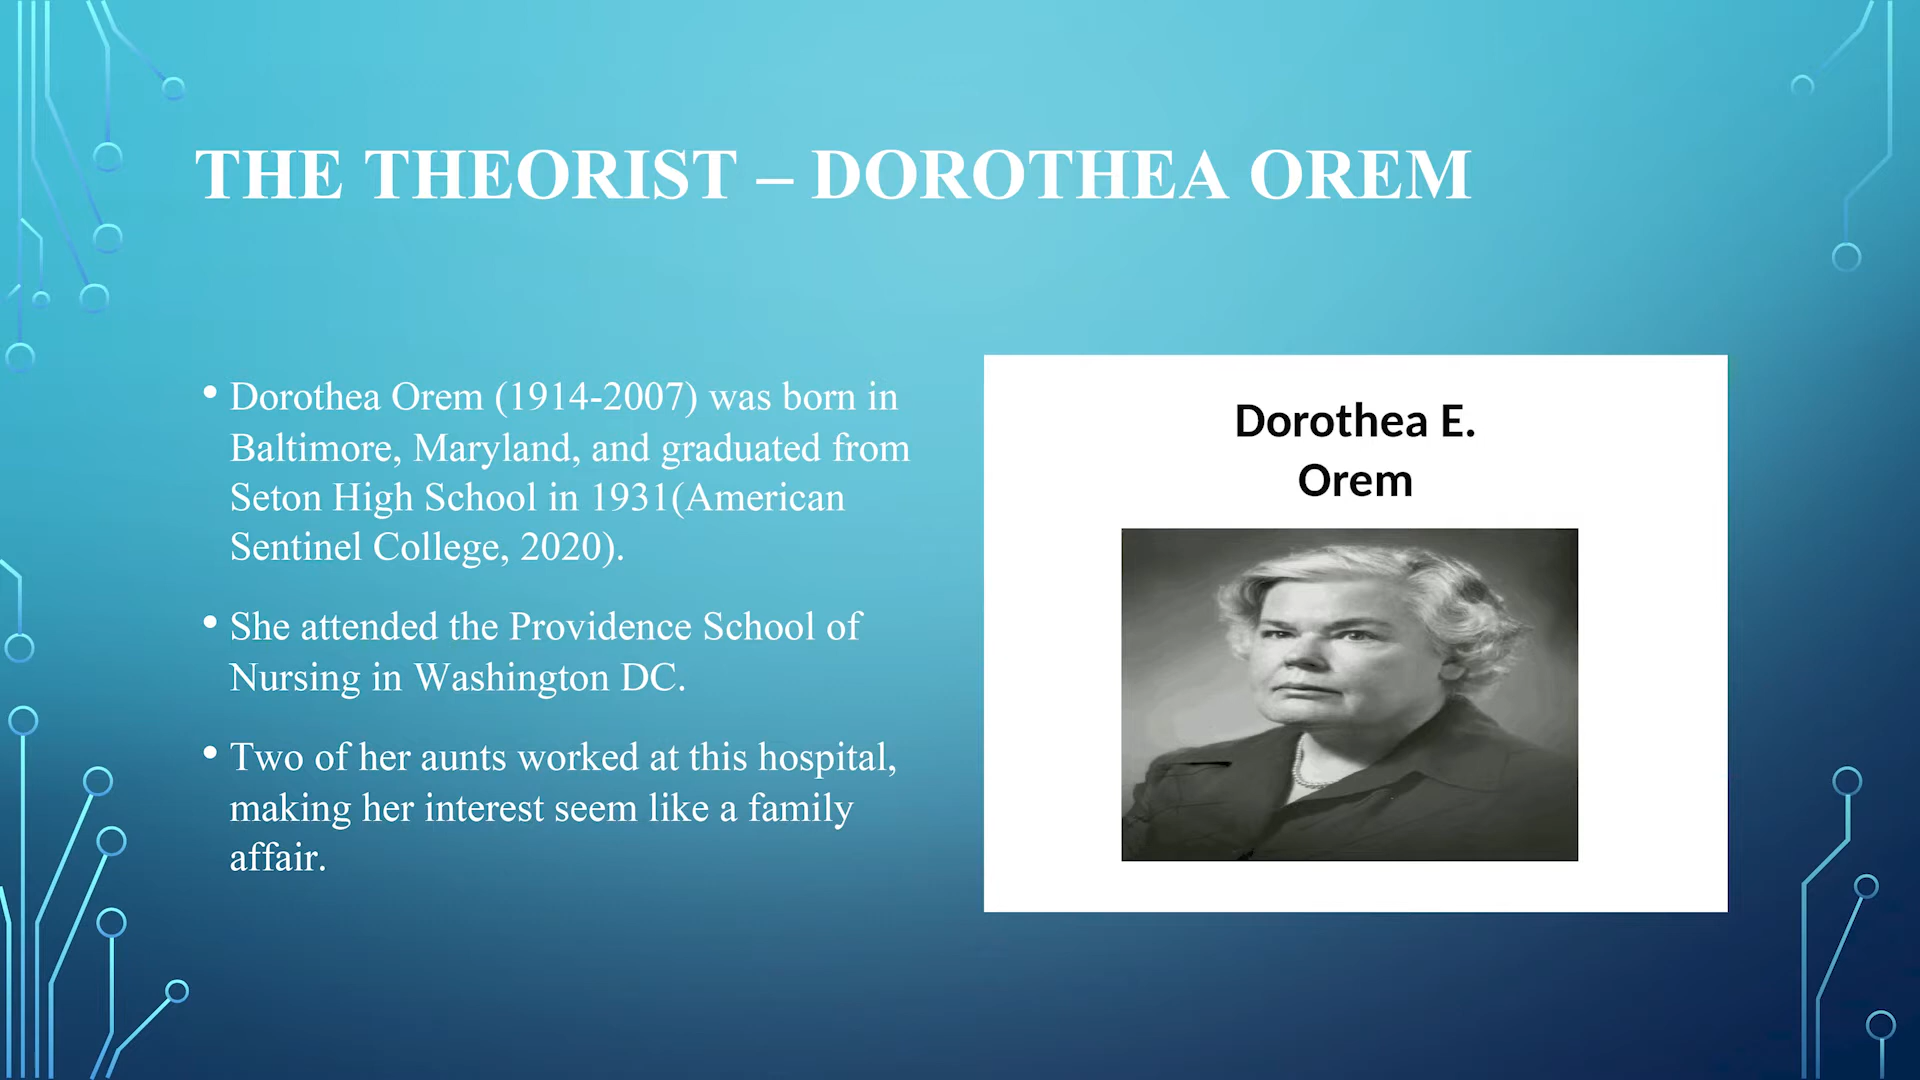 THE THEORIST – DOROTHEA OREM
• Dorothea Orem (1914-2007) was born in
Baltimore, Maryland, and graduated from
Seton High School in 1931(American
Sentinel College, 2020).
• She attended the Providence School of
Nursing in Washington DC.
• Two of her aunts worked at this hospital,
making her interest seem like a family
affair.
Dorothea E.
Orem